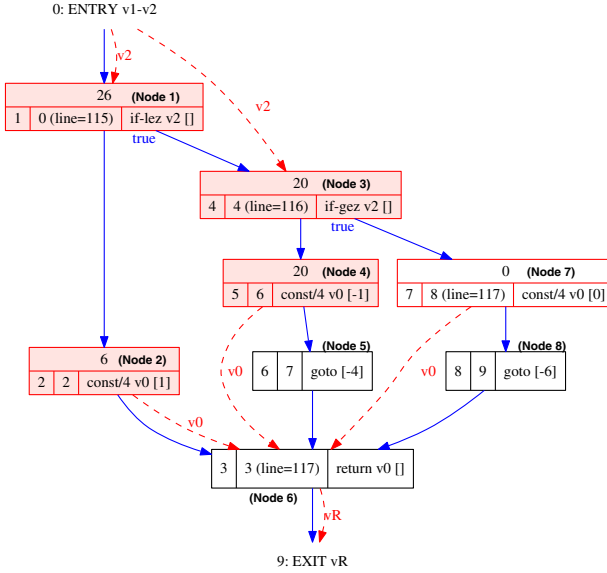 0: ENTRY v1-v2
v2
26 (Node 1)
1 0 (line=115) if-lez v2 []
v2
true
20 (Node 3)
4 4 (line=116) if-gez v2 []
true
20 (Node 4)
5 6 const/4 v0 [-1]
0 (Node 7)
7 8 (line=117) const/4 v0 [0]
6 (Node 2)
2 2 const/4 v0 [1]
v0
(Node 5)
6 7 goto [-4]
v0
(Node 8)
8 9 goto [-6]
v0
3 3 (line=117) return v0 []
(Node 6)
vR
9: EXIT vR